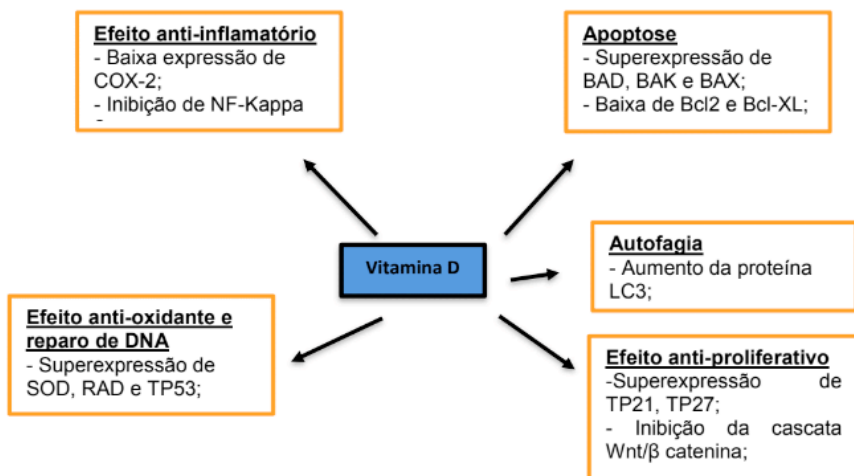 Efeito anti-inflamatório
- Baixa expressão de
COX-2;
- Inibição de NF-Kappa
Apoptose
- Superexpressão de
BAD, BAK e BAX;
- Baixa de Bcl2 e Bcl-XL;
Vitamina D
Autofagia
- Aumento da proteína
LC3;
Efeito anti-oxidante e
reparo de DNA
- Superexpressão de
SOD, RAD e TP53;
Efeito anti-proliferativo
-Superexpressão de
TP21, TP27;
- Inibição da cascata
Wnt/β catenina;